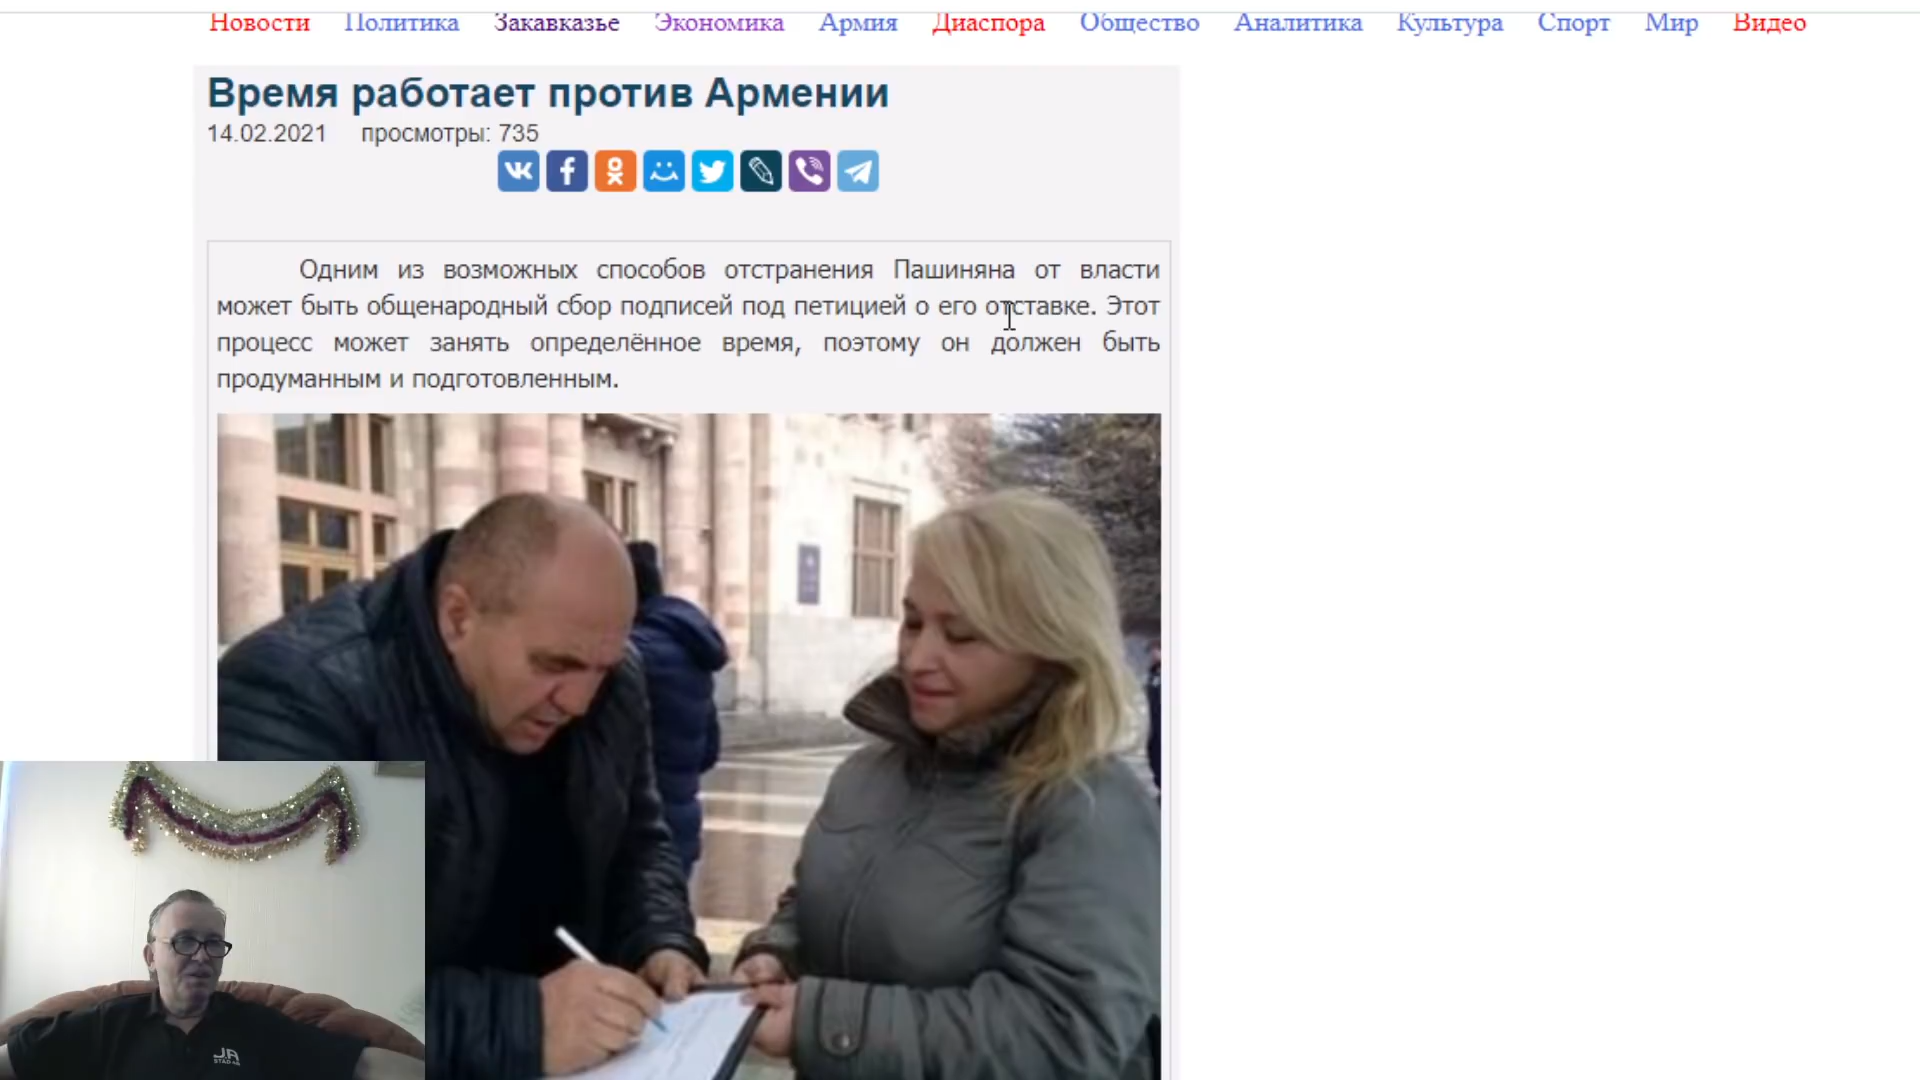 Новости Политика Закавказье Экономика Армия Диаспора Общество Аналитика Культура Спорт Мир Видео
Время работает против Армении
14.02.2021 просмотры: 735
Одним из возможных способов отстранения Пашиняна от власти
может быть общенародный сбор подписей под петицией о его отставке. Этот
процесс может занять определённое время, поэтому он должен быть
продуманным и подготовленным.
J.A